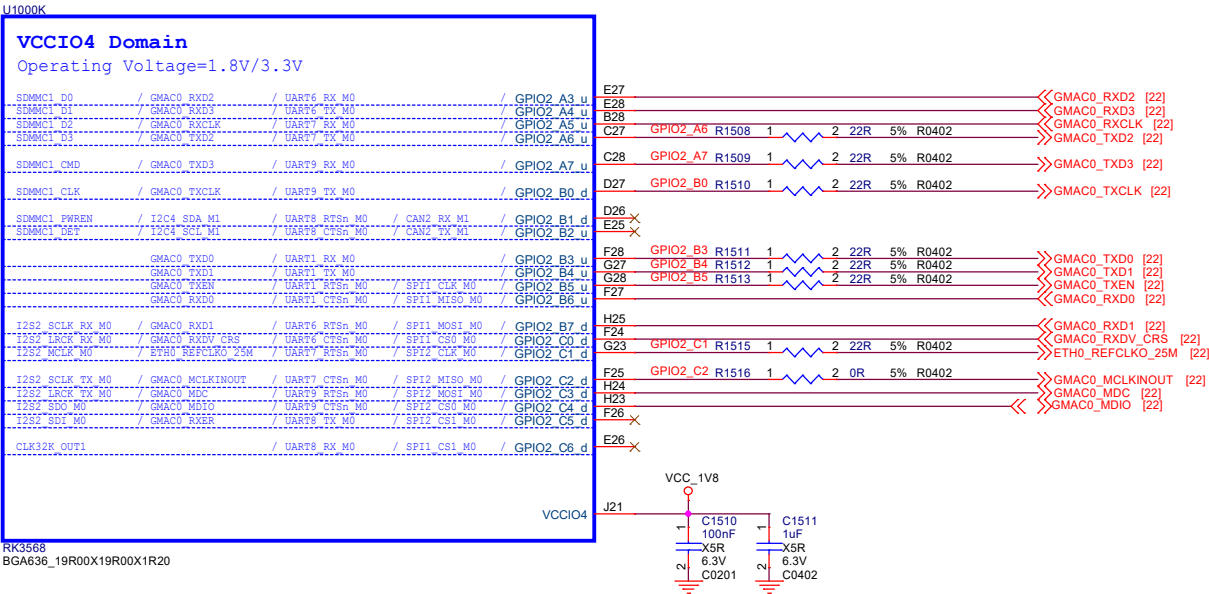 U1000K
VCCIO4 Domain
Operating Voltage=1.8V/3.3V
SDMMC1_D0 / GMAC0_RXD2 / UART6_RX_M0 / GPIO2_A3_u E27 GMAC0_RXD2 [22]
SDMMC1_D1 / GMAC0_RXD3 / UART6_TX_M0 / GPIO2_A4_u E28 GMAC0_RXD3 [22]
SDMMC1_D2 / GMAC0_RXCLK / UART7_RX_M0 / GPIO2_A5_u B28 GMAC0_RXCLK [22]
SDMMC1_D3 / GMAC0_TXD2 / UART7_TX_M0 / GPIO2_A6_u C27 GPIO2_A6 R1508 1 2 22R 5% R0402 GMAC0_TXD2 [22]
SDMMC1_CMD / GMAC0_TXD3 / UART9_RX_M0 / GPIO2_A7_u C28 GPIO2_A7 R1509 1 2 22R 5% R0402 GMAC0_TXD3 [22]
SDMMC1_CLK / GMAC0_TXCLK / UART9_TX_M0 / GPIO2_B0_d D27 GPIO2_B0 R1510 1 2 22R 5% R0402 GMAC0_TXCLK [22]
SDMMC1_PWREN / I2C4_SDA_M1 / UART8_RTSn_M0 / CAN2_RX_M1 / GPIO2_B1_d D26
SDMMC1_DET / I2C4_SCL_M1 / UART8_CTSn_M0 / CAN2_TX_M1 / GPIO2_B2_u E25
GMAC0_TXD0 / UART1_RX_M0 / GPIO2_B3_u F28 GPIO2_B3 R1511 1 2 22R 5% R0402 GMAC0_TXD0 [22]
GMAC0_TXD1 / UART1_TX_M0 / GPIO2_B4_u G27 GPIO2_B4 R1512 1 2 22R 5% R0402 GMAC0_TXD1 [22]
GMAC0_TXEN / UART1_RTSn_M0 / SPI1_CLK_M0 / GPIO2_B5_u G28 GPIO2_B5 R1513 1 2 22R 5% R0402 GMAC0_TXEN [22]
GMAC0_RXD0 / UART1_CTSn_M0 / SPI1_MISO_M0 / GPIO2_B6_u F27 GMAC0_RXD0 [22]
I2S2_SCLK_RX_M0 / GMAC0_RXD1 / UART6_RTSn_M0 / SPI1_MOSI_M0 / GPIO2_B7_d H25 GMAC0_RXD1 [22]
I2S2_LRCK_RX_M0 / GMAC0_RXDV_CRS / UART6_CTSn_M0 / SPI1_CS0_M0 / GPIO2_C0_d F24 GMAC0_RXDV_CRS [22]
I2S2_MCLK_M0 / ETH0_REFCLKO_25M / UART7_RTSn_M0 / SPI2_CLK_M0 / GPIO2_C1_d G23 GPIO2_C1 R1515 1 2 22R 5% R0402 ETH0_REFCLKO_25M [22]
I2S2_SCLK_TX_M0 / GMAC0_MCLKINOUT / UART7_CTSn_M0 / SPI2_MISO_M0 / GPIO2_C2_d F25 GPIO2_C2 R1516 1 2 0R 5% R0402 GMAC0_MCLKINOUT [22]
I2S2_LRCK_TX_M0 / GMAC0_MDC / UART9_RTSn_M0 / SPI2_MOSI_M0 / GPIO2_C3_d H24 GMAC0_MDC [22]
I2S2_SDO_M0 / GMAC0_MDIO / UART9_CTSn_M0 / SPI2_CS0_M0 / GPIO2_C4_d H23 GMAC0_MDIO [22]
I2S2_SDI_M0 / GMAC0_RXER / UART8_TX_M0 / SPI2_CS1_M0 / GPIO2_C5_d F26
CLK32K_OUT1 / UART8_RX_M0 / SPI1_CS1_M0 / GPIO2_C6_d E26
VCC_1V8
VCCIO4 J21
1 C1510 1 C1511
100nF 1uF
X5R X5R
6.3V 6.3V
2 C0201 2 C0402
RK3568
BGA636_19R00X19R00X1R20